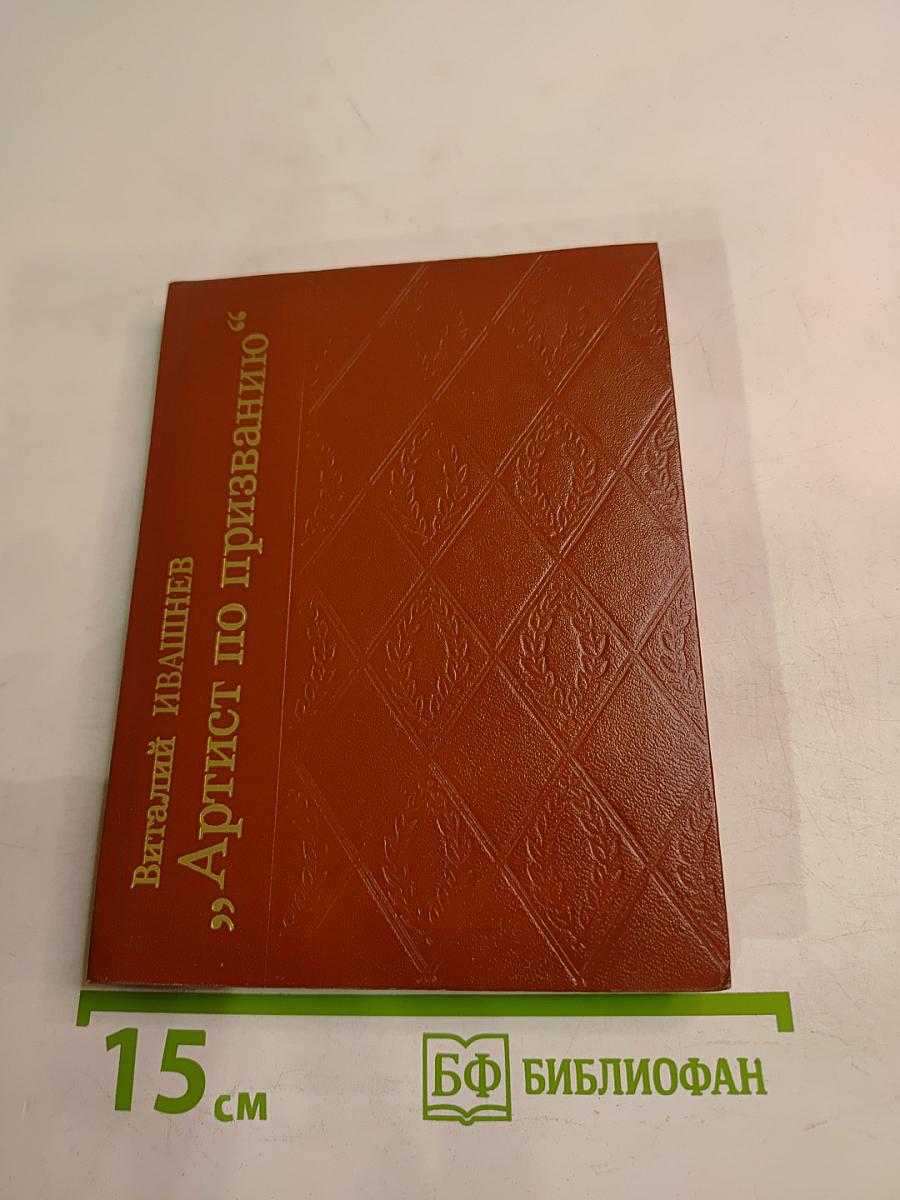 Виталий ИВАШНЕВ
„Артист по призванию“
15 см
БФ БИБЛИОФАН